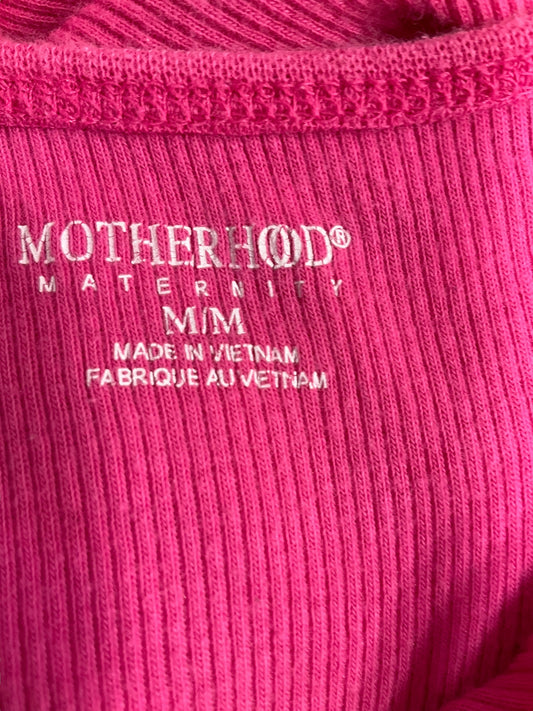 MOTHERHOOD®
MATERNITY
M/M
MADE IN VIETNAM
FABRIQUE AU VIETNAM